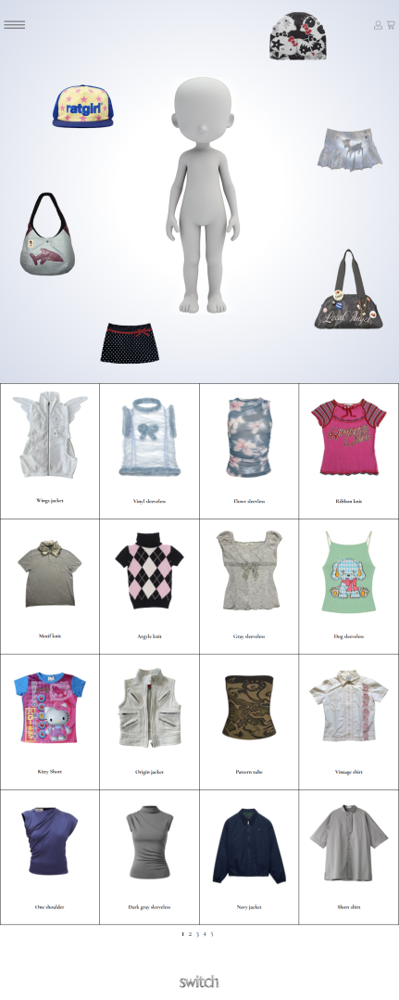 ratgirl
Local Angel
Wings jacket
Vinyl sleeveless
Flower sleevless
Ribbon knit
Motif knit
Argyle knit
Gray sleeveless
Dog sleeveless
Kitty Short
Origin jacket
Pattern tube
Vintage shirt
One shoulder
Dark gray sleeveless
Navy jacket
Short shirt
1 2 3 4 5
switch